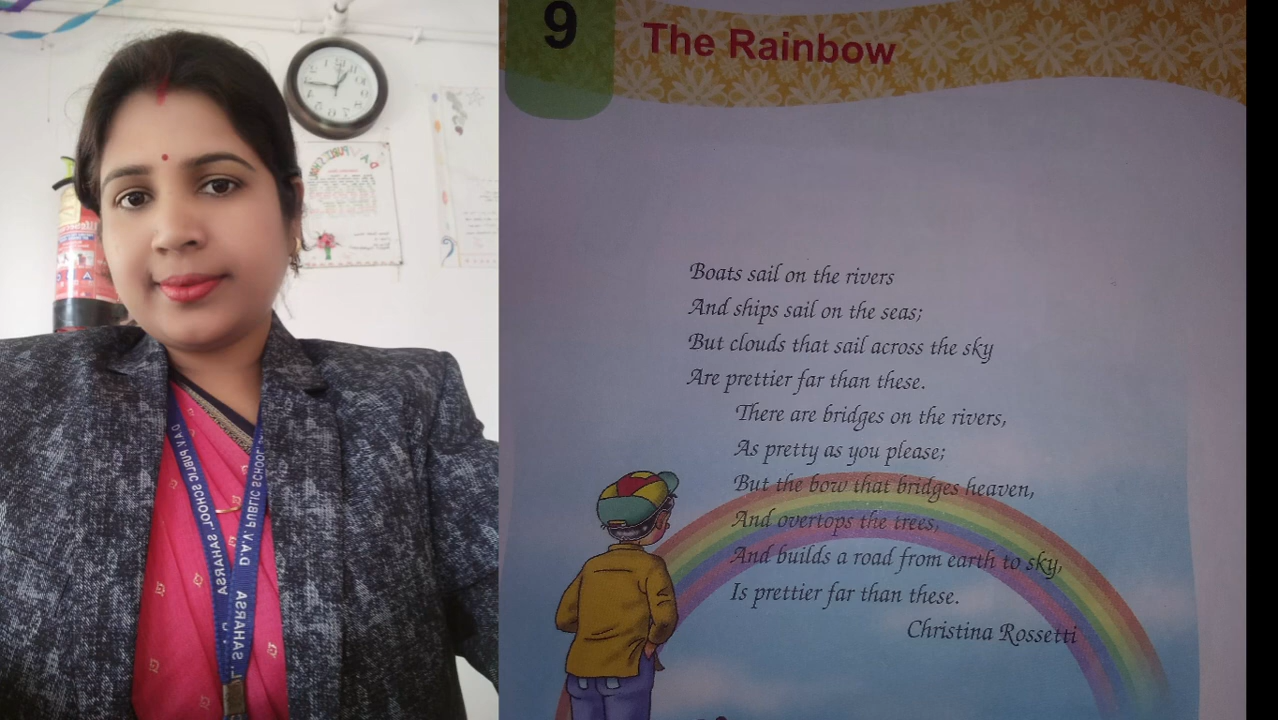 D.A.V. PUBLIC SCHOOL, SAHARSA
D.A.V. PUBLIC SCHOOL, SAHARSA
9
The Rainbow
Boats sail on the rivers
And ships sail on the seas;
But clouds that sail across the sky
Are prettier far than these.
There are bridges on the rivers,
As pretty as you please;
But the bow that bridges heaven,
And overtops the trees,
And builds a road from earth to sky,
Is prettier far than these.
Christina Rossetti